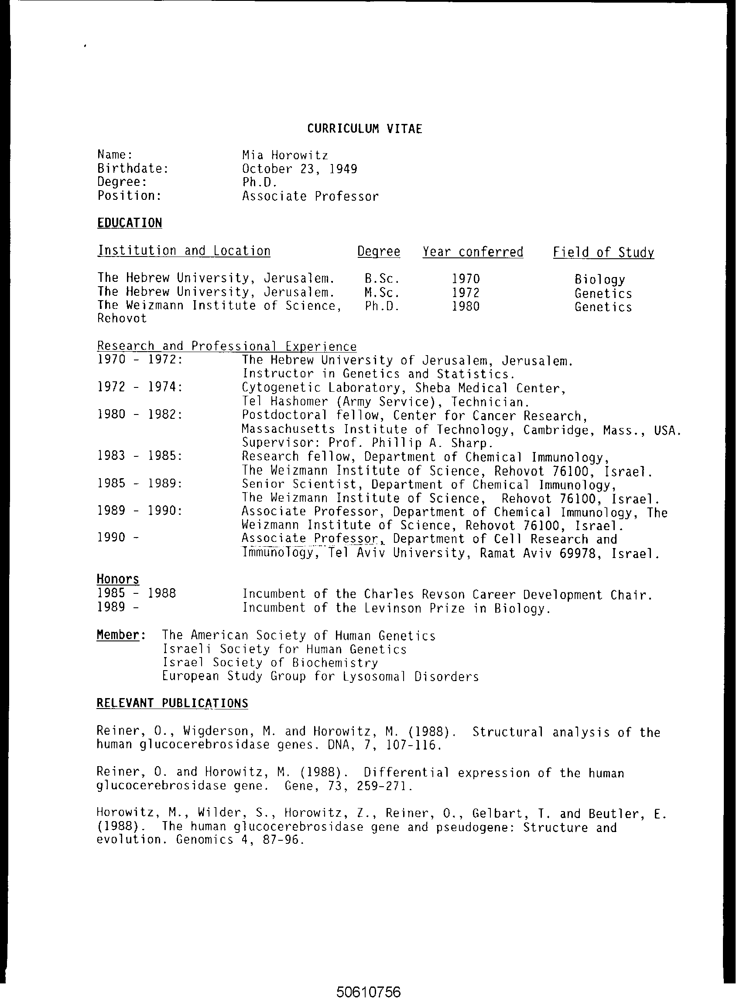 CURRICULUM VITAE
Name: Mia Horowitz
Birthdate: October 23, 1949
Degree: Ph.D.
Position: Associate Professor
EDUCATION
Institution and Location Degree Year conferred Field of Study
The Hebrew University, Jerusalem. B.Sc. 1970 Biology
The Hebrew University, Jerusalem. M.Sc. 1972 Genetics
The Weizmann Institute of Science, Ph.D. 1980 Genetics
Rehovot
Research and Professional Experience
1970 - 1972: The Hebrew University of Jerusalem, Jerusalem.
Instructor in Genetics and Statistics.
1972 - 1974: Cytogenetic Laboratory, Sheba Medical Center,
Tel Hashomer (Army Service), Technician.
1980 - 1982: Postdoctoral fellow, Center for Cancer Research,
Massachusetts Institute of Technology, Cambridge, Mass., USA.
Supervisor: Prof. Phillip A. Sharp.
1983 - 1985: Research fellow, Department of Chemical Immunology,
The Weizmann Institute of Science, Rehovot 76100, Israel.
1985 - 1989: Senior Scientist, Department of Chemical Immunology,
The Weizmann Institute of Science, Rehovot 76100, Israel.
1989 - 1990: Associate Professor, Department of Chemical Immunology, The
Weizmann Institute of Science, Rehovot 76100, Israel.
1990 - Associate Professor, Department of Cell Research and
Immunology, Tel Aviv University, Ramat Aviv 69978, Israel.
Honors
1985 - 1988 Incumbent of the Charles Revson Career Development Chair.
1989 - Incumbent of the Levinson Prize in Biology.
Member: The American Society of Human Genetics
Israeli Society for Human Genetics
Israel Society of Biochemistry
European Study Group for Lysosomal Disorders
RELEVANT PUBLICATIONS
Reiner, O., Wigderson, M. and Horowitz, M. (1988). Structural analysis of the
human glucocerebrosidase genes. DNA, 7, 107-116.
Reiner, O. and Horowitz, M. (1988). Differential expression of the human
glucocerebrosidase gene. Gene, 73, 259-271.
Horowitz, M., Wilder, S., Horowitz, Z., Reiner, O., Gelbart, T. and Beutler, E.
(1988). The human glucocerebrosidase gene and pseudogene: Structure and
evolution. Genomics 4, 87-96.
50610756